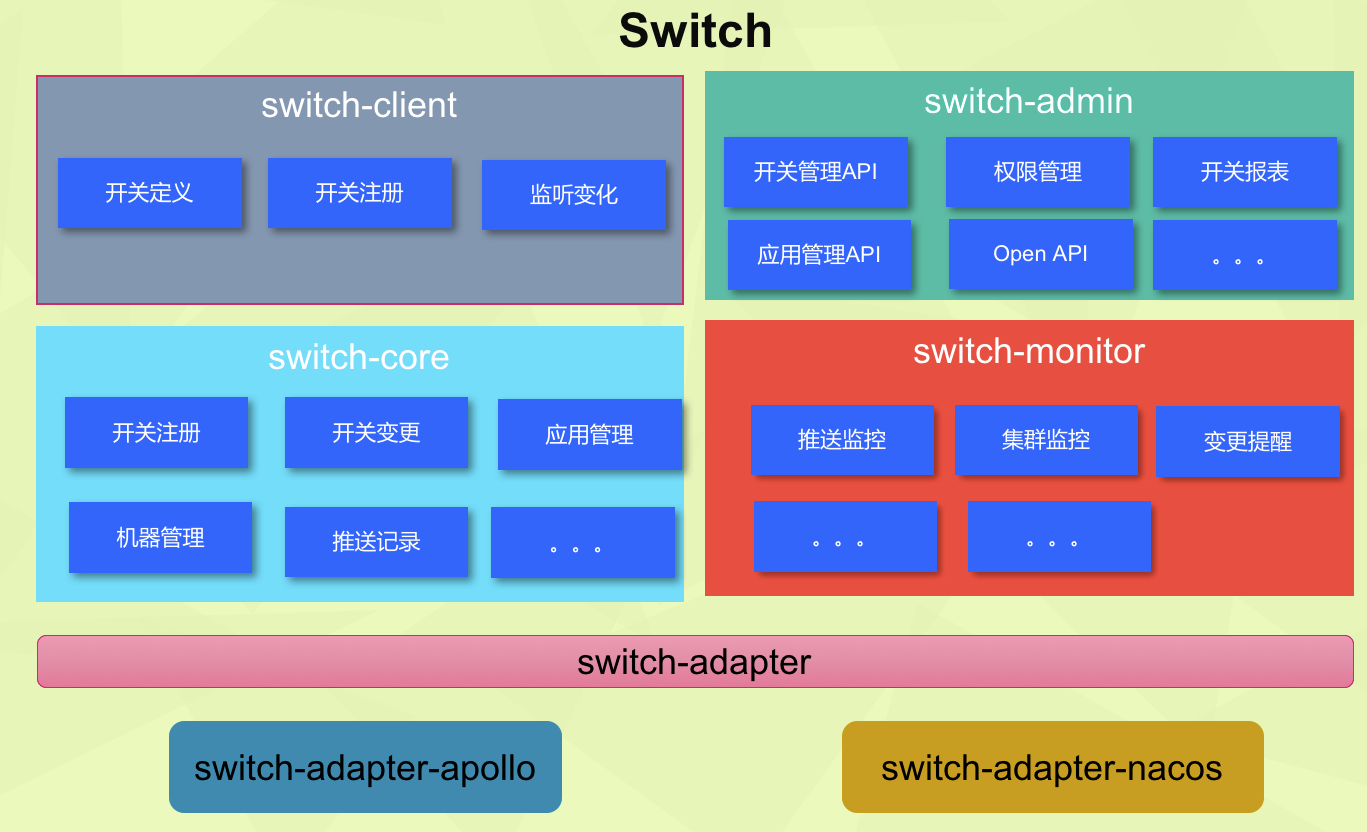 Switch
switch-client
开关定义
开关注册
监听变化
switch-admin
开关管理API
权限管理
开关报表
应用管理API
Open API
。。。
switch-core
开关注册
开关变更
应用管理
机器管理
推送记录
。。。
switch-monitor
推送监控
集群监控
变更提醒
。。。
。。。
switch-adapter
switch-adapter-apollo
switch-adapter-nacos